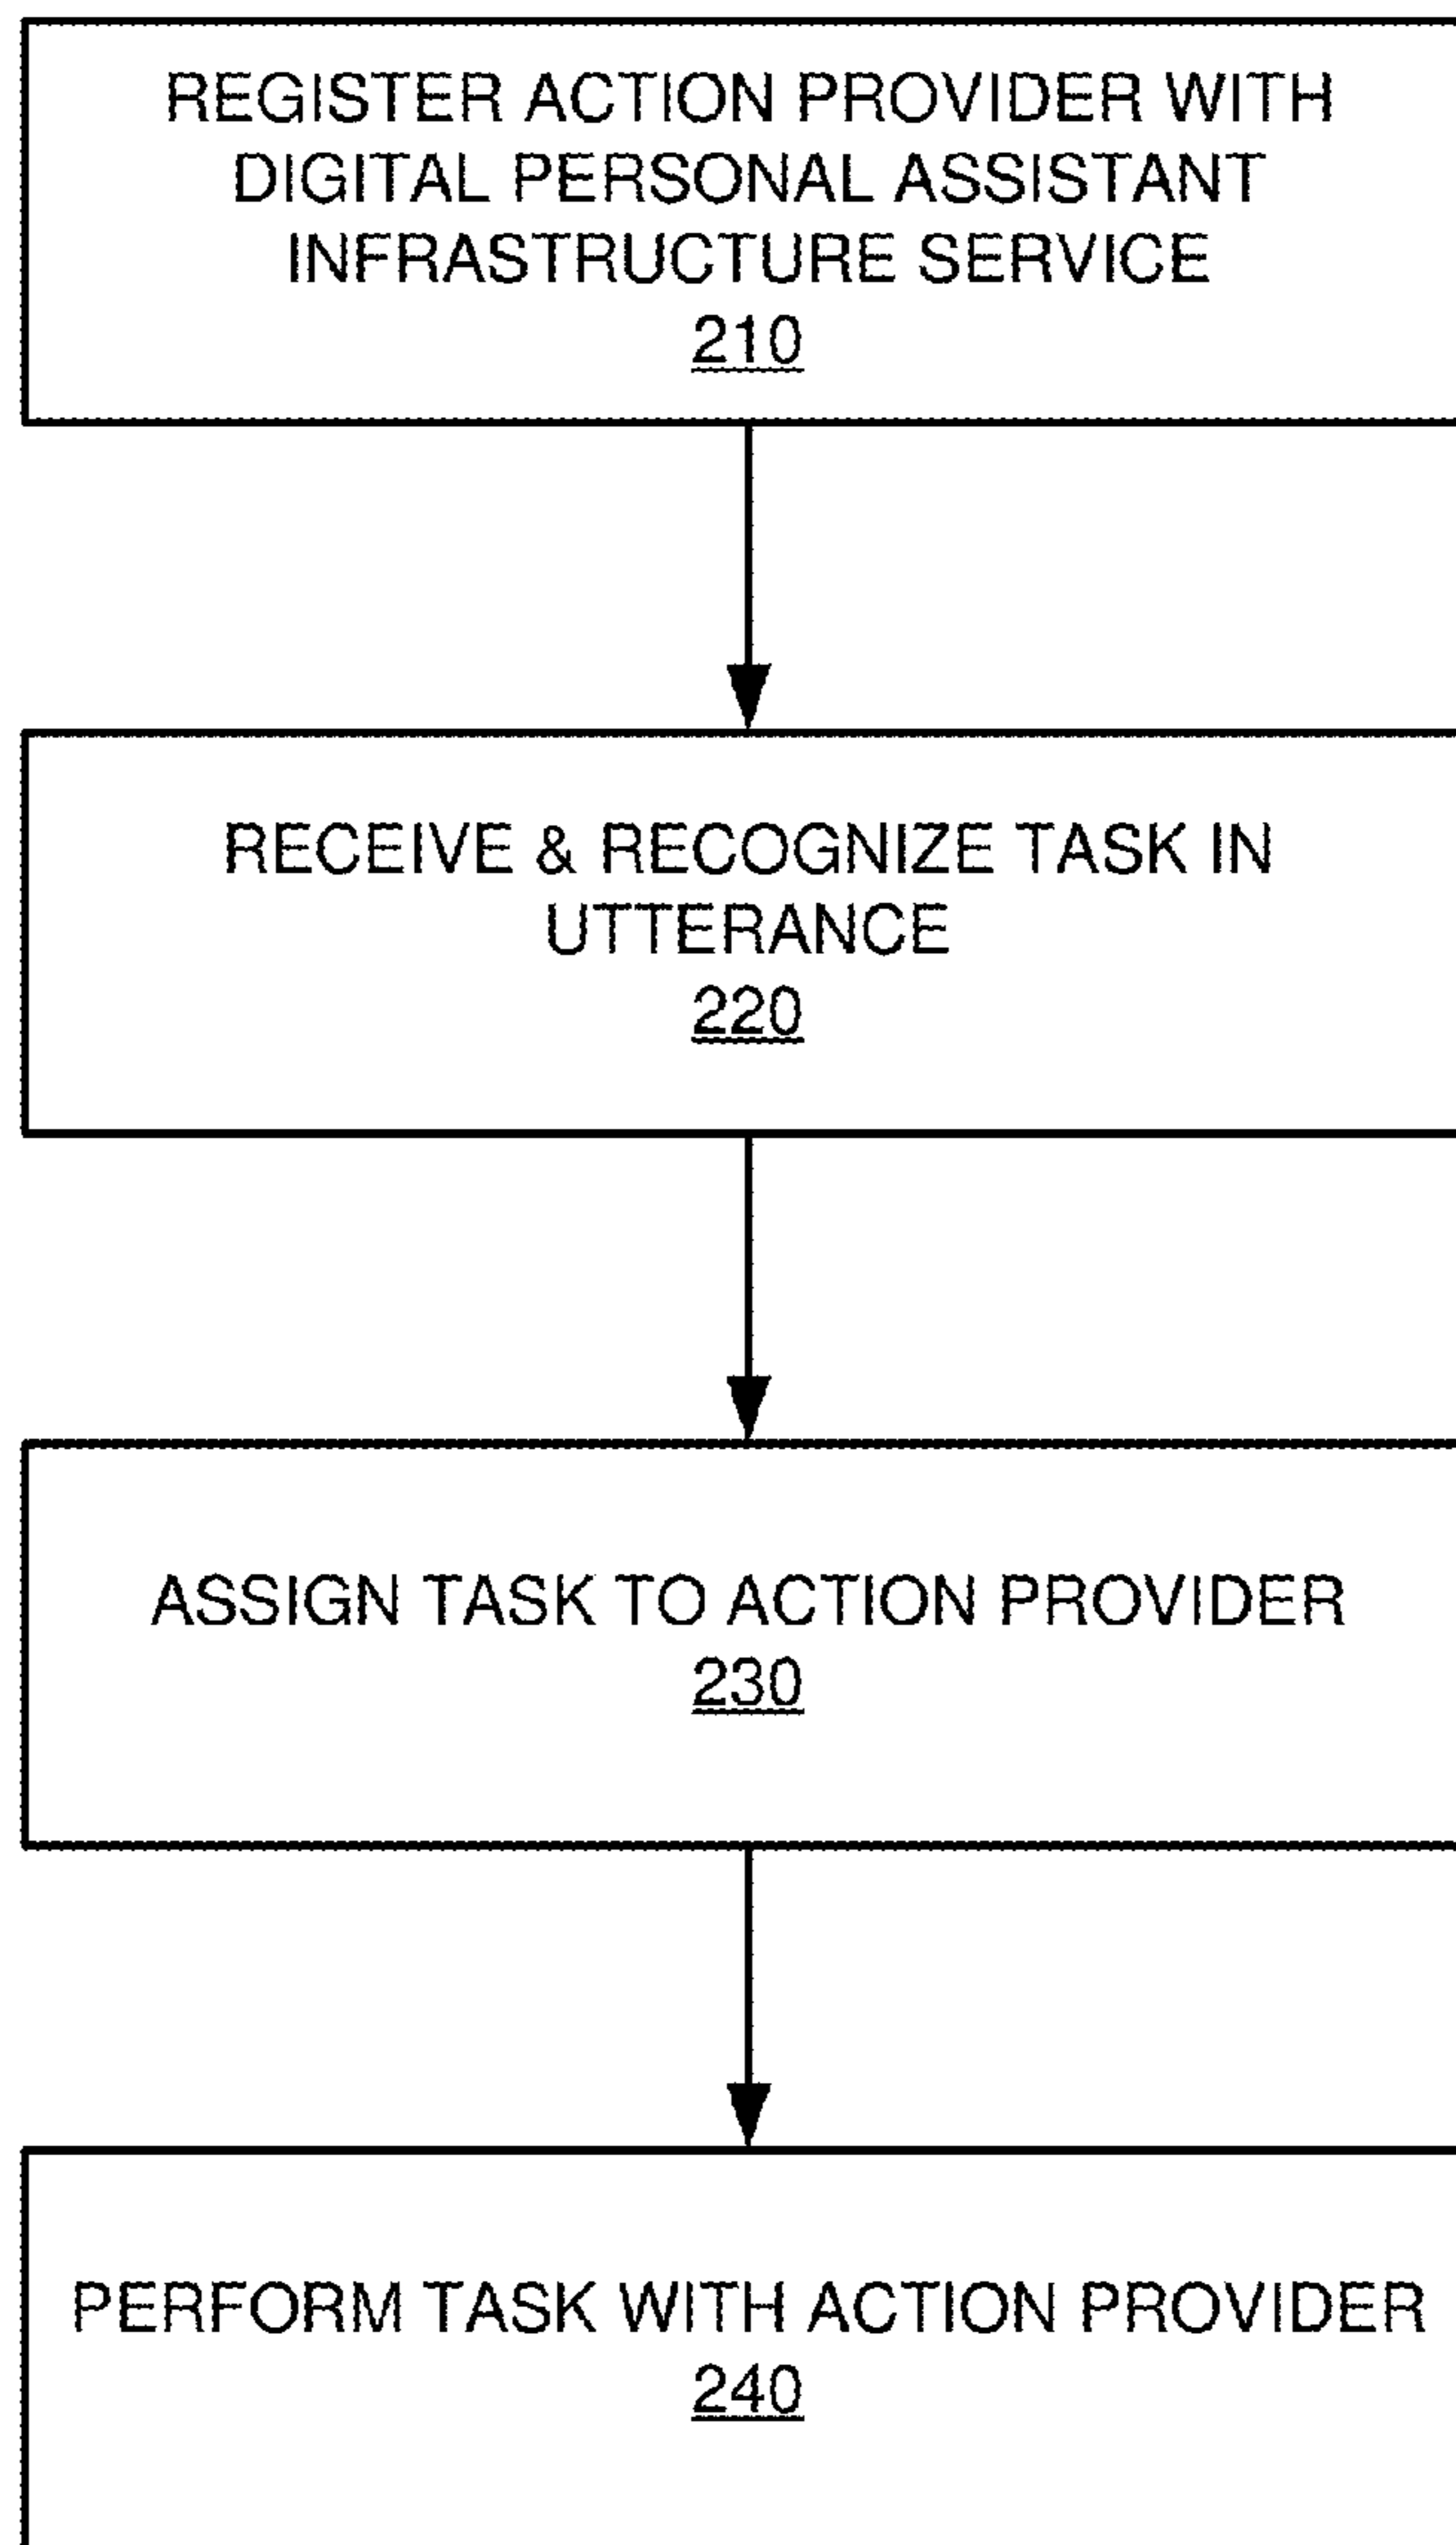 REGISTER ACTION PROVIDER WITH
DIGITAL PERSONAL ASSISTANT
INFRASTRUCTURE SERVICE
210
RECEIVE & RECOGNIZE TASK IN
UTTERANCE
220
ASSIGN TASK TO ACTION PROVIDER
230
PERFORM TASK WITH ACTION PROVIDER
240